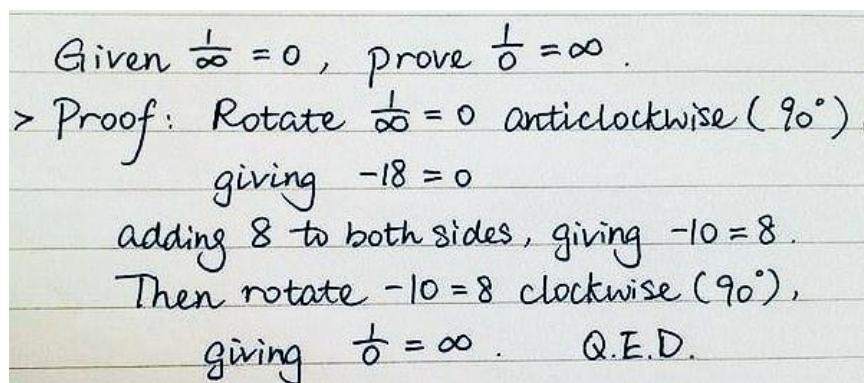 Given 1/∞ = 0, prove 1/0 = ∞.
> Proof: Rotate 1/∞ = 0 anticlockwise (90°)
giving -18 = 0
adding 8 to both sides, giving -10 = 8.
Then rotate -10 = 8 clockwise (90°),
giving 1/0 = ∞. Q.E.D.